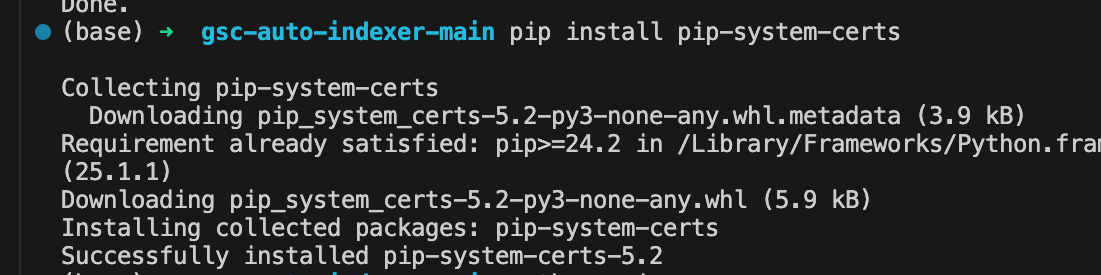 Done.
(base) ➜  gsc-auto-indexer-main pip install pip-system-certs
Collecting pip-system-certs
  Downloading pip_system_certs-5.2-py3-none-any.whl.metadata (3.9 kB)
Requirement already satisfied: pip>=24.2 in /Library/Frameworks/Python.fram
(25.1.1)
Downloading pip_system_certs-5.2-py3-none-any.whl (5.9 kB)
Installing collected packages: pip-system-certs
Successfully installed pip-system-certs-5.2